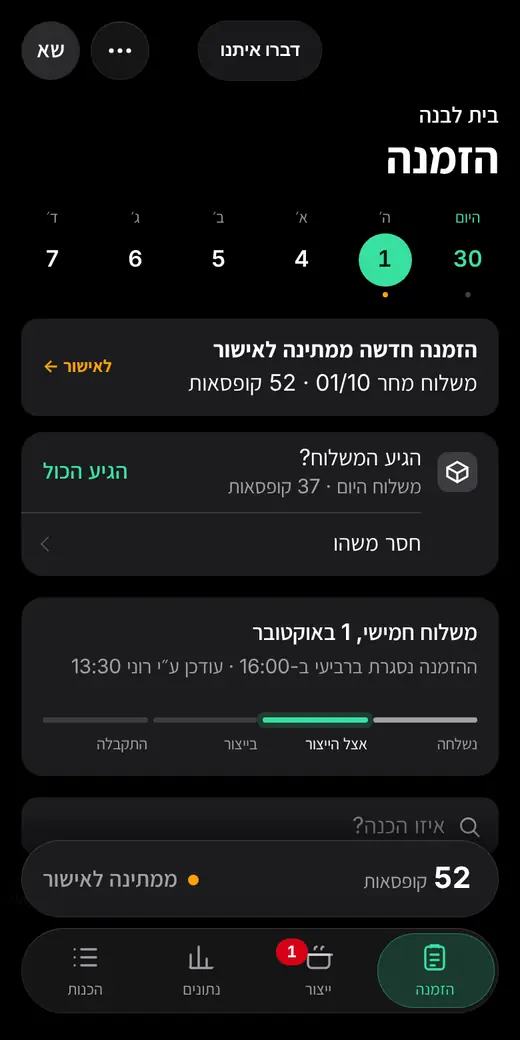 דברו איתנו
שא
בית לבנה
הזמנה
היום ה׳ א׳ ב׳ ג׳ ד׳
30 1 4 5 6 7
הזמנה חדשה ממתינה לאישור
משלוח מחר 01/10 · 52 קופסאות
לאישור ←
הגיע המשלוח?
משלוח היום · 37 קופסאות
הגיע הכול
חסר משהו
משלוח חמישי, 1 באוקטובר
ההזמנה נסגרת ברביעי ב-16:00 · עודכן ע״י רוני 13:30
נשלחה אצל הייצור בייצור התקבלה
איזו הכנה?
52 קופסאות
ממתינה לאישור
1
הזמנה ייצור נתונים הכנות